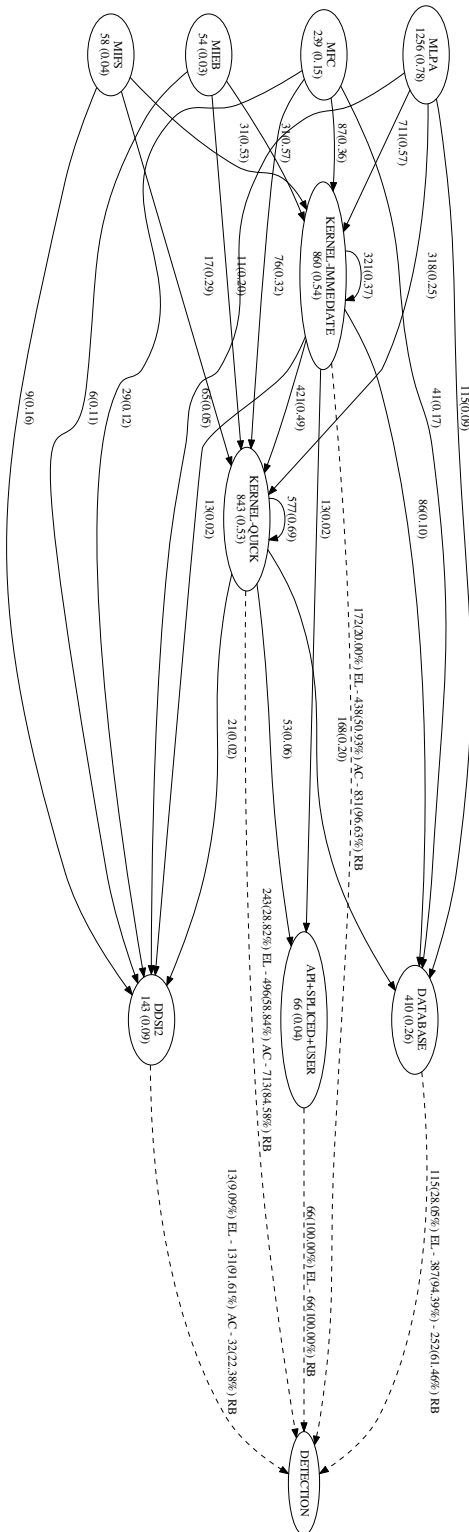 MLPA
1256 (0.78)
MFC
239 (0.15)
MIEB
54 (0.03)
MIFS
58 (0.04)
711(0.57)
318(0.25)
115(0.09)
87(0.36)
41(0.17)
31(0.57)
31(0.53)
KERNEL-IMMEDIATE
860 (0.54)
321(0.37)
76(0.32)
11(0.20)
17(0.29)
65(0.05)
29(0.12)
6(0.11)
9(0.16)
86(0.10)
13(0.02)
421(0.49)
13(0.02)
KERNEL-QUICK
843 (0.53)
577(0.69)
172(20.00%) EL - 438(50.93%) AC - 831(96.63%) RB
168(0.20)
53(0.06)
21(0.02)
243(28.82%) EL - 496(58.84%) AC - 713(84.58%) RB
DATABASE
410 (0.26)
API+SPLICED+USER
66 (0.04)
DDSI2
143 (0.09)
115(28.05%) EL - 387(94.39%) - 252(61.46%) RB
66(100.00%) EL - 66(100.00%) RB
13(9.09%) EL - 131(91.61%) AC - 32(22.38%) RB
DETECTION